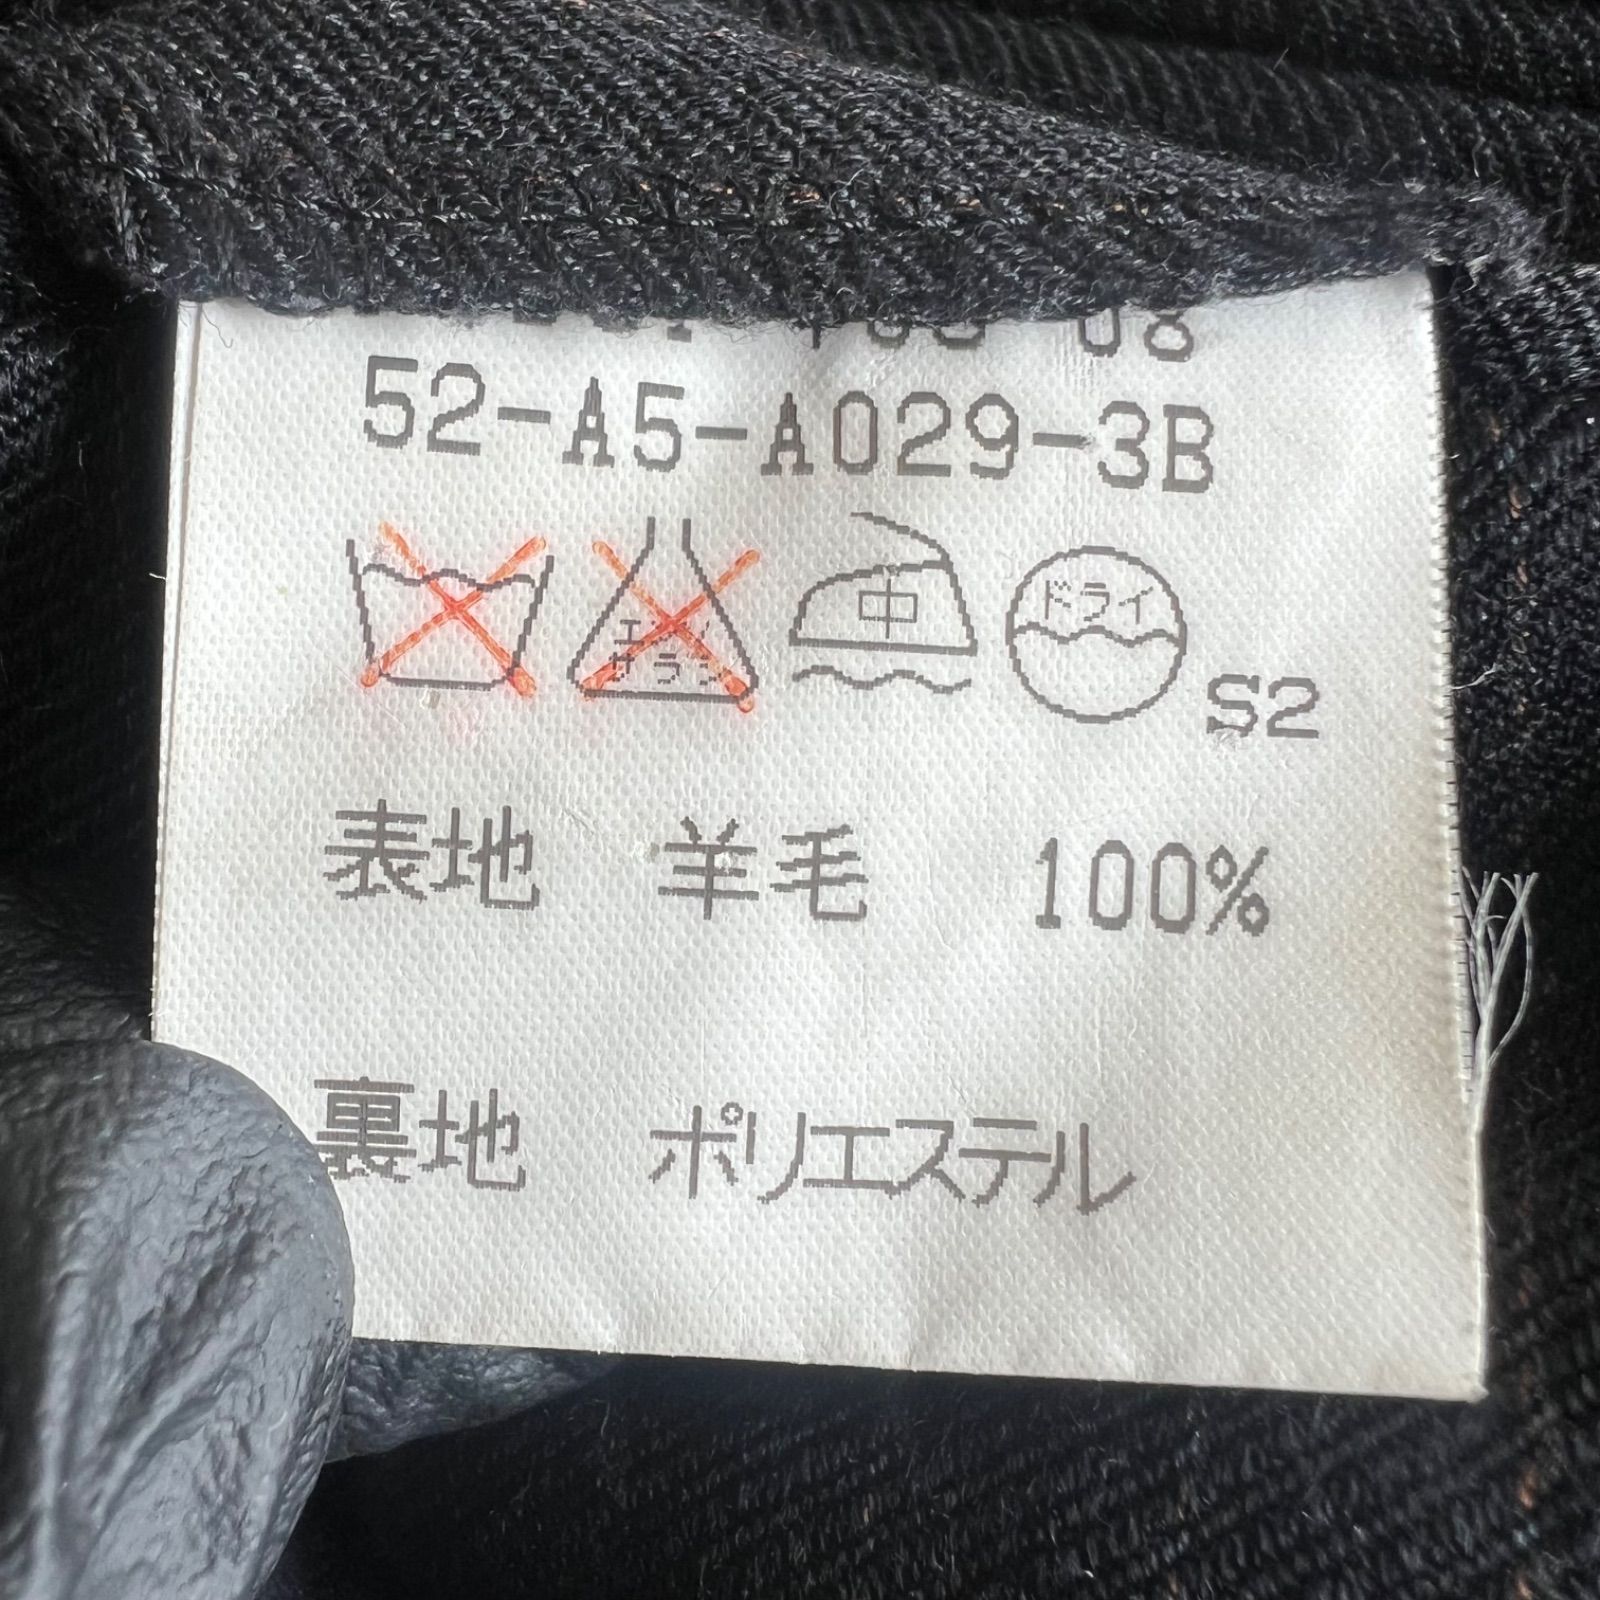 08
52-A5-A029-3B
エンソ サラシ 中 ドライ S2
表地 羊毛 100%
裏地 ポリエステル